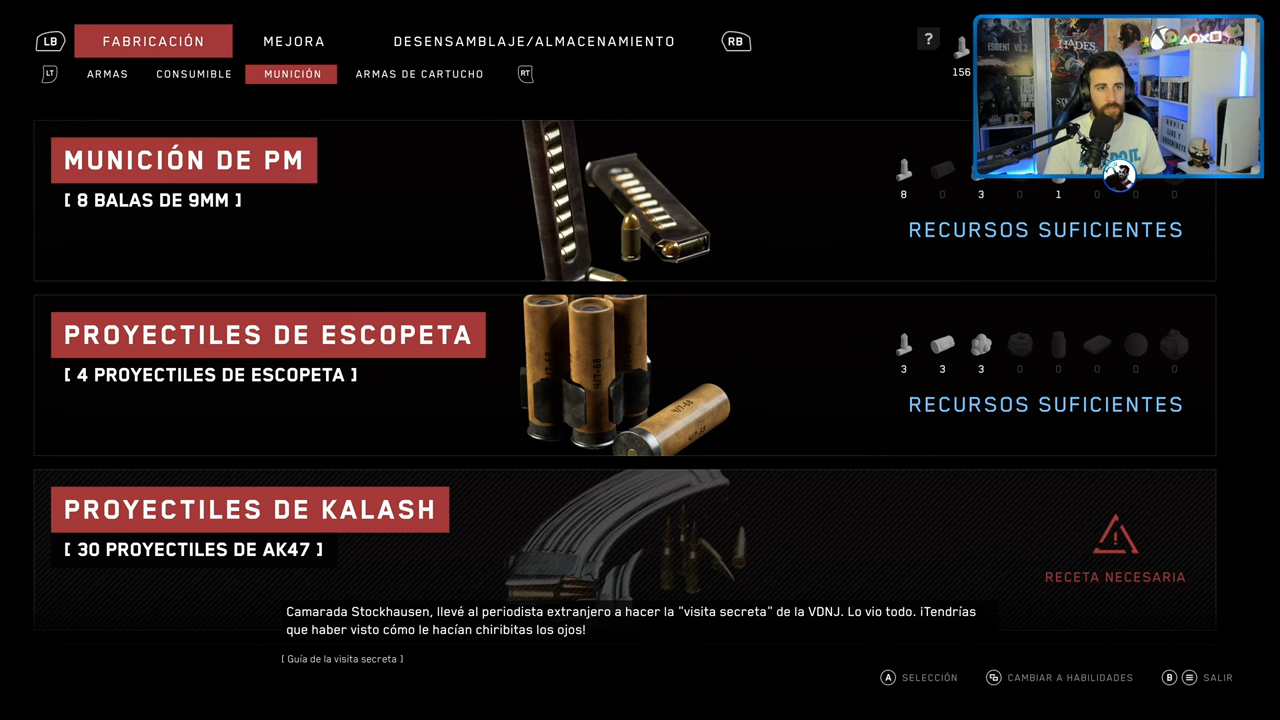 LB FABRICACIÓN MEJORA DESENSAMBLAJE/ALMACENAMIENTO RB ?
LT ARMAS CONSUMIBLE MUNICIÓN ARMAS DE CARTUCHO RT 156
MUNICIÓN DE PM
[ 8 BALAS DE 9MM ]
8 0 3 0 1 0 0 0
RECURSOS SUFICIENTES
PROYECTILES DE ESCOPETA
[ 4 PROYECTILES DE ESCOPETA ]
3 3 3 0 0 0 0 0
RECURSOS SUFICIENTES
PROYECTILES DE KALASH
[ 30 PROYECTILES DE AK47 ]
RECETA NECESARIA
Camarada Stockhausen, llevé al periodista extranjero a hacer la "visita secreta" de la VDNJ. Lo vio todo. ¡Tendrías
que haber visto cómo le hacían chiribitas los ojos!
[ Guía de la visita secreta ]
A SELECCIÓN CAMBIAR A HABILIDADES B SALIR